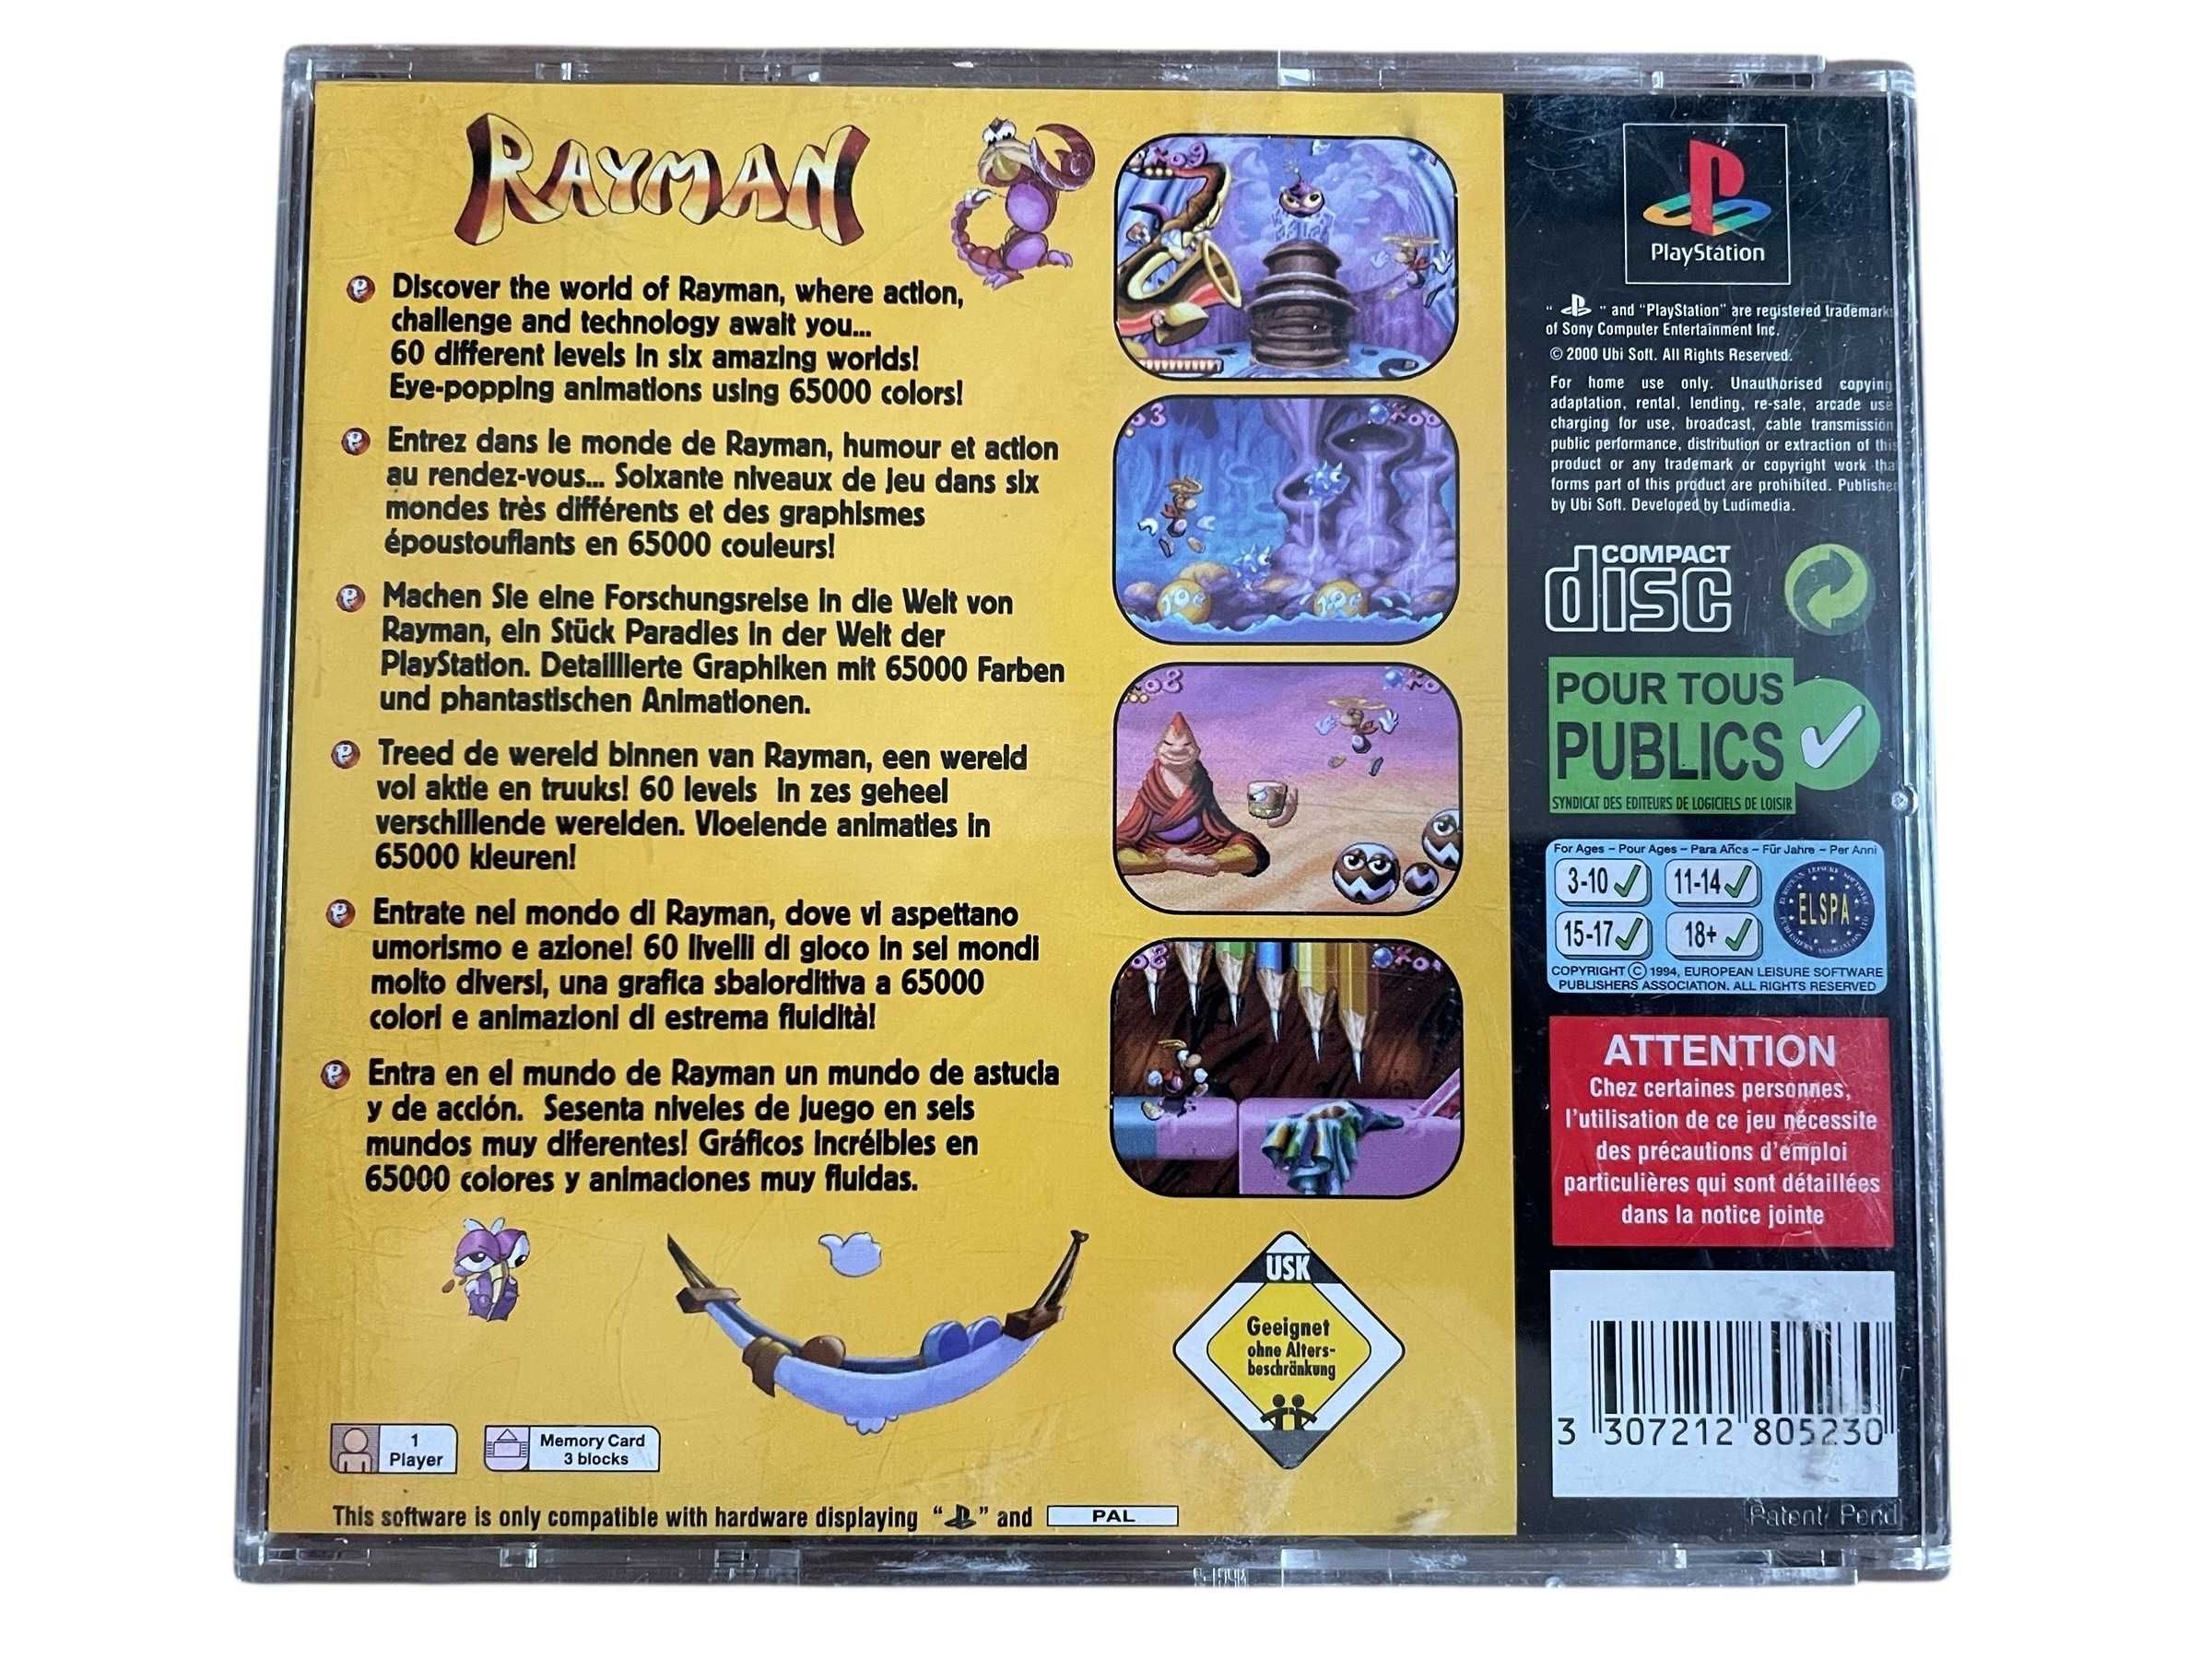 RAYMAN
Discover the world of Rayman, where action,
challenge and technology await you...
60 different levels in six amazing worlds!
Eye-popping animations using 65000 colors!
Entrez dans le monde de Rayman, humour et action
au rendez-vous... Soixante niveaux de jeu dans six
mondes très différents et des graphismes
époustouflants en 65000 couleurs!
Machen Sie eine Forschungsreise in die Welt von
Rayman, ein Stück Paradies in der Welt der
PlayStation. Detaillierte Graphiken mit 65000 Farben
und phantastischen Animationen.
Treed de wereld binnen van Rayman, een wereld
vol aktie en truuks! 60 levels in zes geheel
verschillende werelden. Vloeiende animaties in
65000 kleuren!
Entrate nel mondo di Rayman, dove vi aspettano
umorismo e azione! 60 livelli di gioco in sei mondi
molto diversi, una grafica sbalorditiva a 65000
colori e animazioni di estrema fluidità!
Entra en el mundo de Rayman un mundo de astucia
y de acción. Sesenta niveles de juego en seis
mundos muy diferentes! Gráficos increíbles en
65000 colores y animaciones muy fluidas.
1
Player
Memory Card
3 blocks
USK
Geeignet
ohne Alters-
beschränkung
This software is only compatible with hardware displaying " " and PAL
PlayStation
" " and "PlayStation" are registered trademark
of Sony Computer Entertainment Inc.
© 2000 Ubi Soft. All Rights Reserved.
For home use only. Unauthorised copying
adaptation, rental, lending, re-sale, arcade use
charging for use, broadcast, cable transmission
public performance, distribution or extraction of this
product or any trademark or copyright work tha
forms part of this product are prohibited. Publishe
by Ubi Soft. Developed by Ludimedia.
COMPACT
disc
POUR TOUS
PUBLICS
SYNDICAT DES EDITEURS DE LOGICIELS DE LOISIR
For Ages – Pour Ages – Para Años – Für Jahre – Per Anni
3-10 11-14
15-17 18+
ELSPA
COPYRIGHT © 1994, EUROPEAN LEISURE SOFTWARE
PUBLISHERS ASSOCIATION. ALL RIGHTS RESERVED
ATTENTION
Chez certaines personnes,
l'utilisation de ce jeu nécessite
des précautions d'emploi
particulières qui sont détaillées
dans la notice jointe
3 307212 805230
Patent Pend